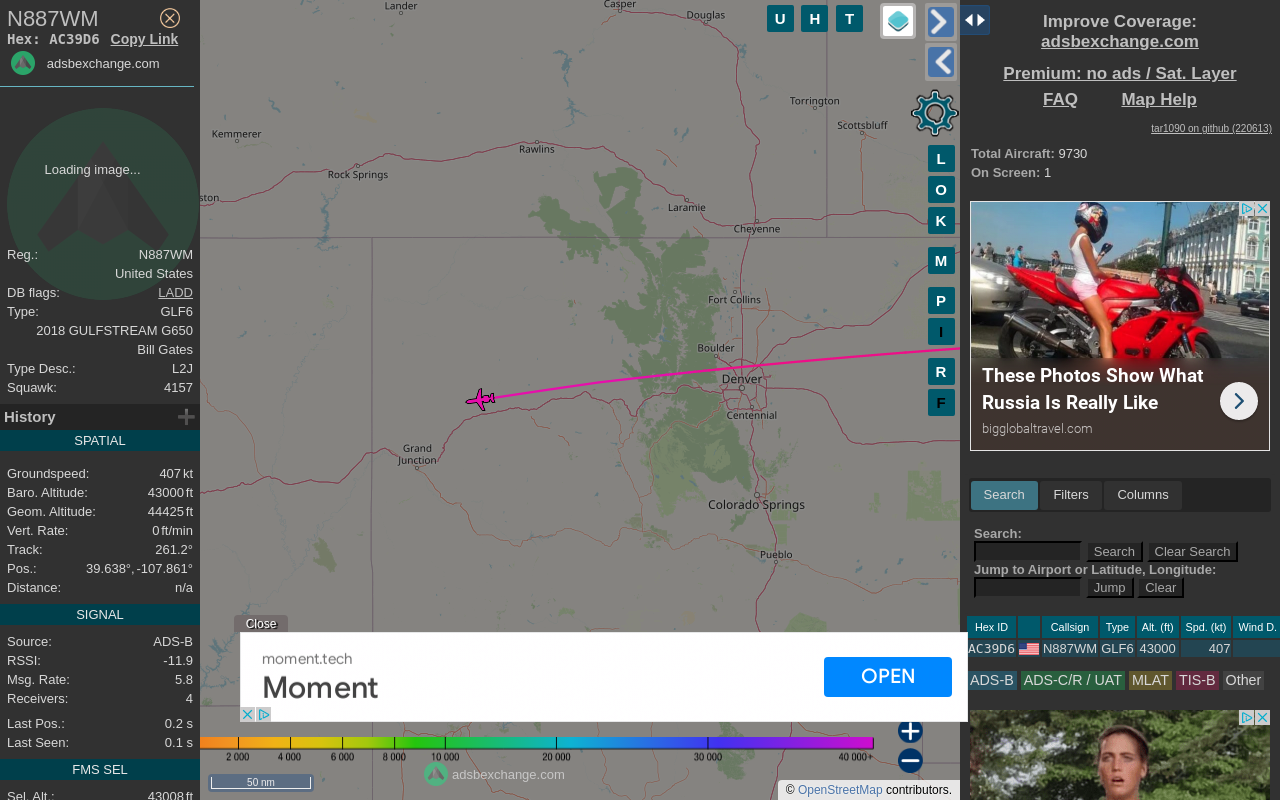 N887WM
Hex: AC39D6 Copy Link
adsbexchange.com
Loading image...
Reg.: N887WM
United States
DB flags: LADD
Type: GLF6
2018 GULFSTREAM G650
Bill Gates
Type Desc.: L2J
Squawk: 4157
History
SPATIAL
Groundspeed: 407 kt
Baro. Altitude: 43000 ft
Geom. Altitude: 44425 ft
Vert. Rate: 0 ft/min
Track: 261.2°
Pos.: 39.638°, -107.861°
Distance: n/a
SIGNAL
Source: ADS-B
RSSI: -11.9
Msg. Rate: 5.8
Receivers: 4
Last Pos.: 0.2 s
Last Seen: 0.1 s
FMS SEL
Sel. Alt.: 43008 ft
Lander
Casper
Douglas
Torrington
Scottsbluff
Kemmerer
Rawlins
Rock Springs
ston
Laramie
Cheyenne
Fort Collins
Boulder
Denver
Centennial
Grand
Junction
Colorado Springs
Pueblo
U H T
L
O
K
M
P
I
R
F
Close
moment.tech
Moment
OPEN
2 000 4 000 6 000 8 000 10 000 20 000 30 000 40 000+
50 nm
adsbexchange.com
© OpenStreetMap contributors.
Improve Coverage:
adsbexchange.com
Premium: no ads / Sat. Layer
FAQ Map Help
tar1090 on github (220613)
Total Aircraft: 9730
On Screen: 1
These Photos Show What
Russia Is Really Like
bigglobaltravel.com
Search Filters Columns
Search:
Search Clear Search
Jump to Airport or Latitude, Longitude:
Jump Clear
Hex ID Callsign Type Alt. (ft) Spd. (kt) Wind D.
AC39D6 N887WM GLF6 43000 407
ADS-B ADS-C/R / UAT MLAT TIS-B Other